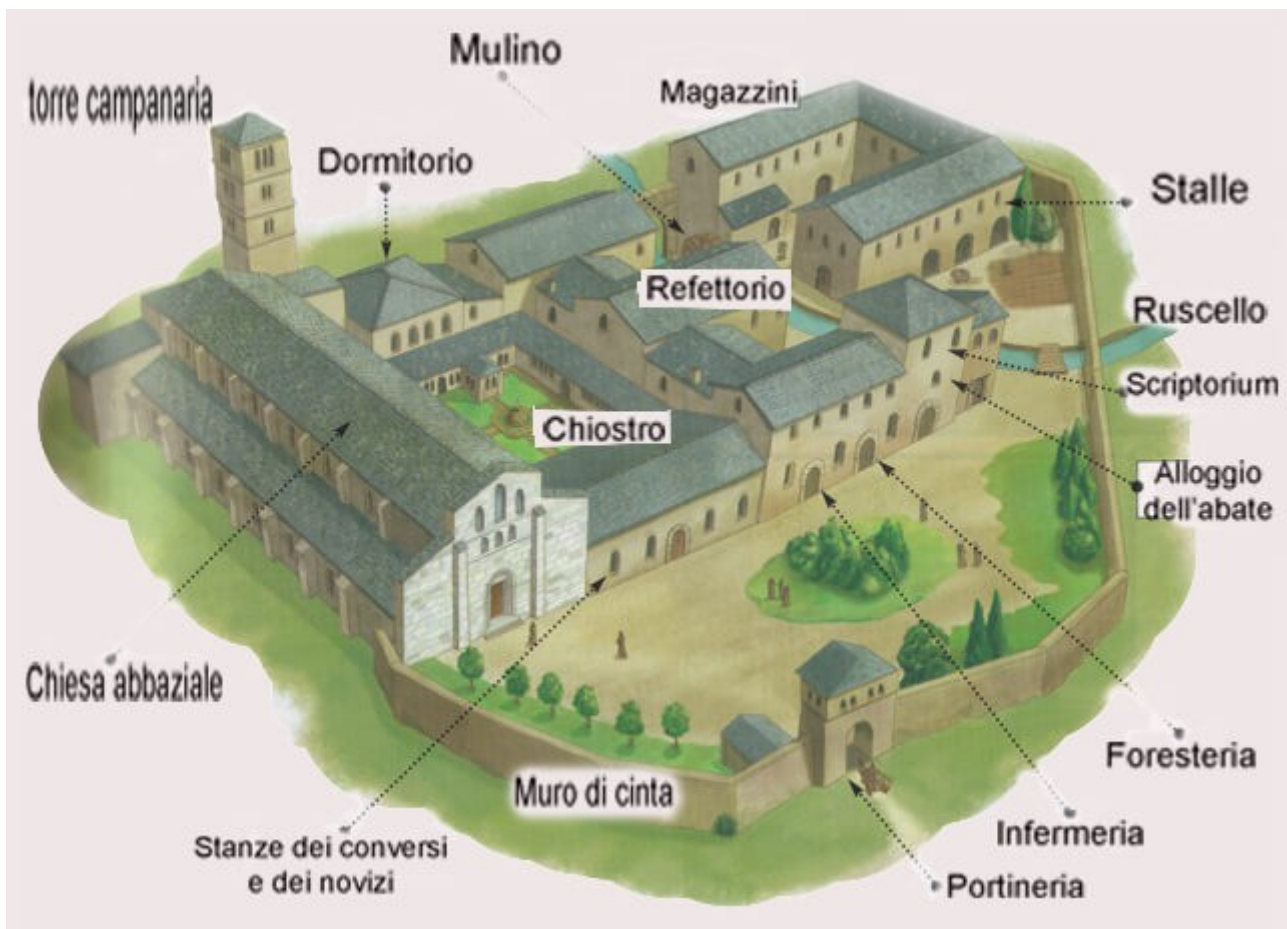 Mulino
torre campanaria
Magazzini
Dormitorio
Stalle
Refettorio
Ruscello
Scriptorium
Chiostro
Alloggio
dell'abate
Chiesa abbaziale
Foresteria
Muro di cinta
Infermeria
Stanze dei conversi
e dei novizi
Portineria